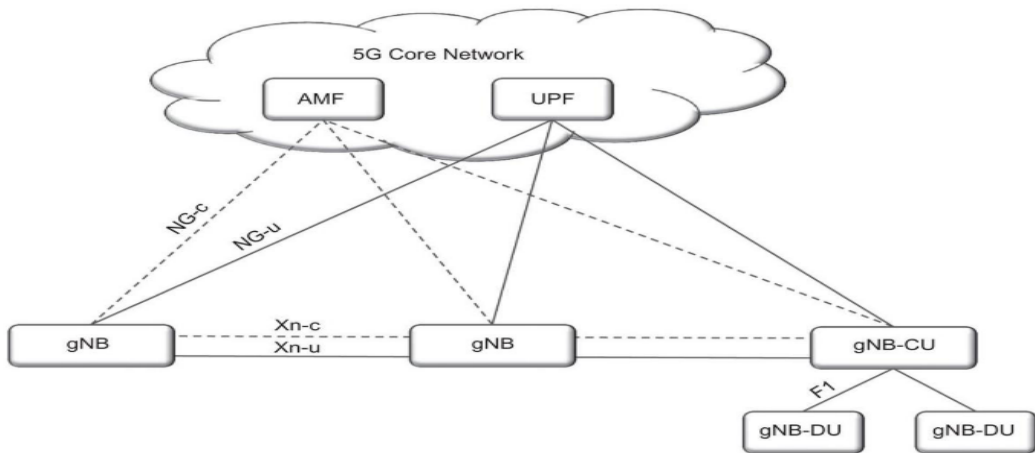 5G Core Network
AMF
UPF
NG-c
NG-u
Xn-c
gNB
gNB
gNB-CU
Xn-u
F1
gNB-DU
gNB-DU